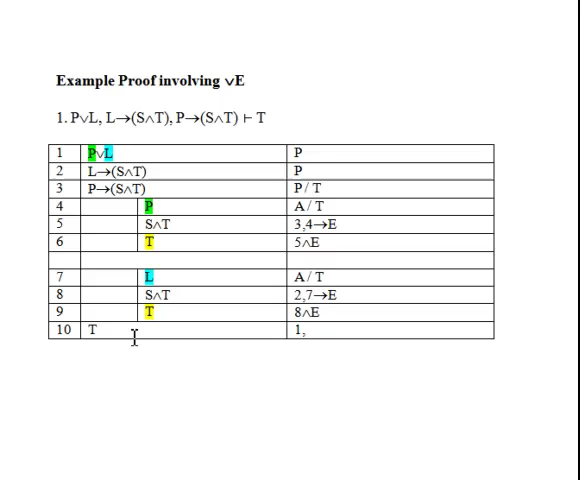 Example Proof involving ∨E
1. P∨L, L→(S∧T), P→(S∧T) ⊢ T
1 P∨L P
2 L→(S∧T) P
3 P→(S∧T) P / T
4 P A / T
5 S∧T 3,4→E
6 T 5∧E
7 L A / T
8 S∧T 2,7→E
9 T 8∧E
10 T 1,